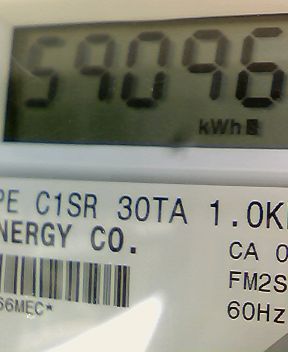 59096
kWh
PE C1SR 30TA 1.0K
NERGY CO.
CA 0
FM2S
60Hz
66MEC*